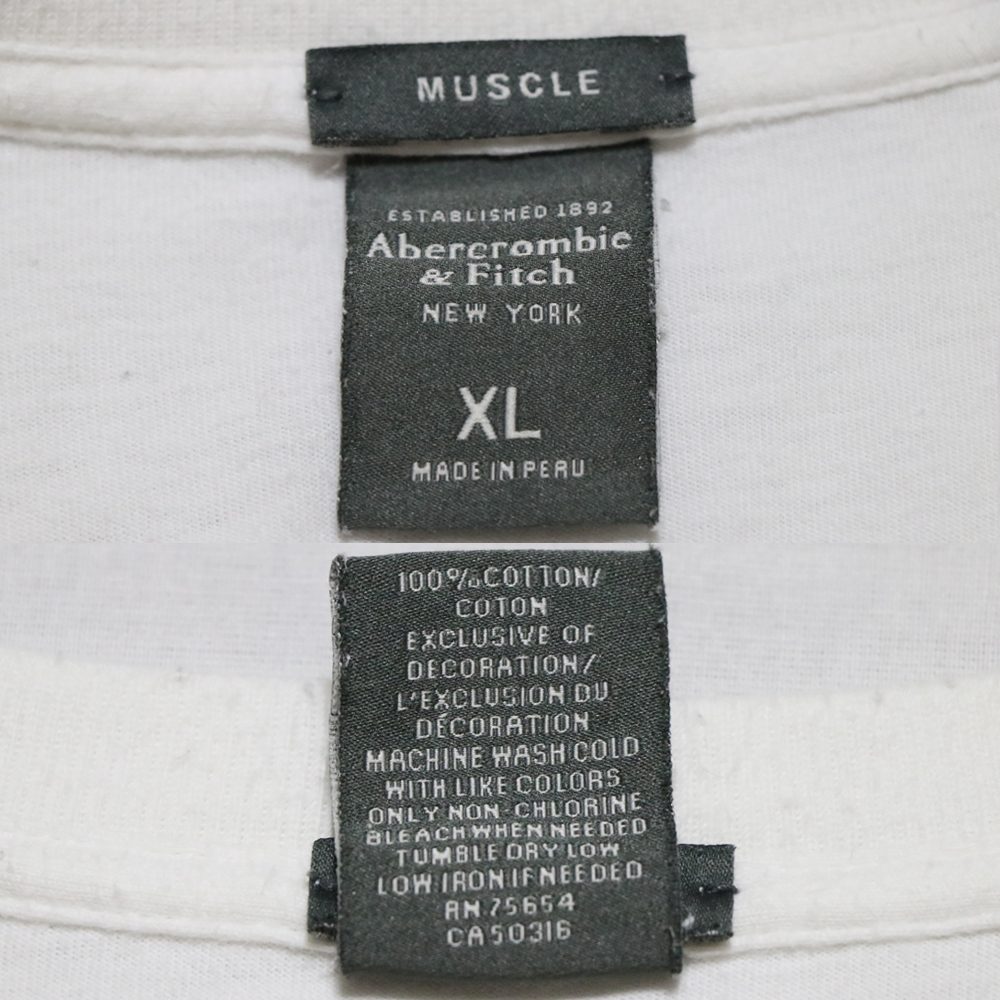 MUSCLE
ESTABLISHED 1892
Abercrombie
& Fitch
NEW YORK
XL
MADE IN PERU
100% COTTON/
COTON
EXCLUSIVE OF
DECORATION/
L'EXCLUSION DU
DÉCORATION
MACHINE WASH COLD
WITH LIKE COLORS
ONLY NON-CHLORINE
BLEACH WHEN NEEDED
TUMBLE DRY LOW
LOW IRON IF NEEDED
RN 75654
CA50316